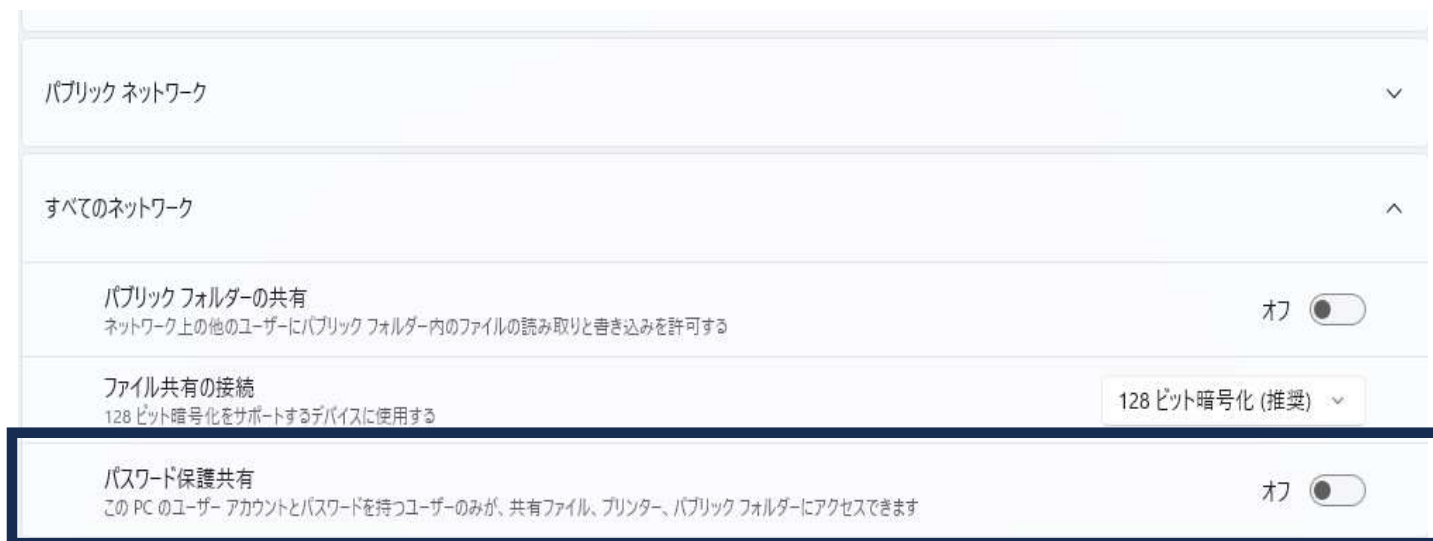 パブリック ネットワーク
すべてのネットワーク
パブリック フォルダーの共有
オフ
ネットワーク上の他のユーザーにパブリック フォルダー内のファイルの読み取りと書き込みを許可する
ファイル共有の接続
128 ビット暗号化 (推奨)
128 ビット暗号化をサポートするデバイスに使用する
パスワード保護共有
オフ
この PC のユーザー アカウントとパスワードを持つユーザーのみが、共有ファイル、プリンター、パブリック フォルダーにアクセスできます